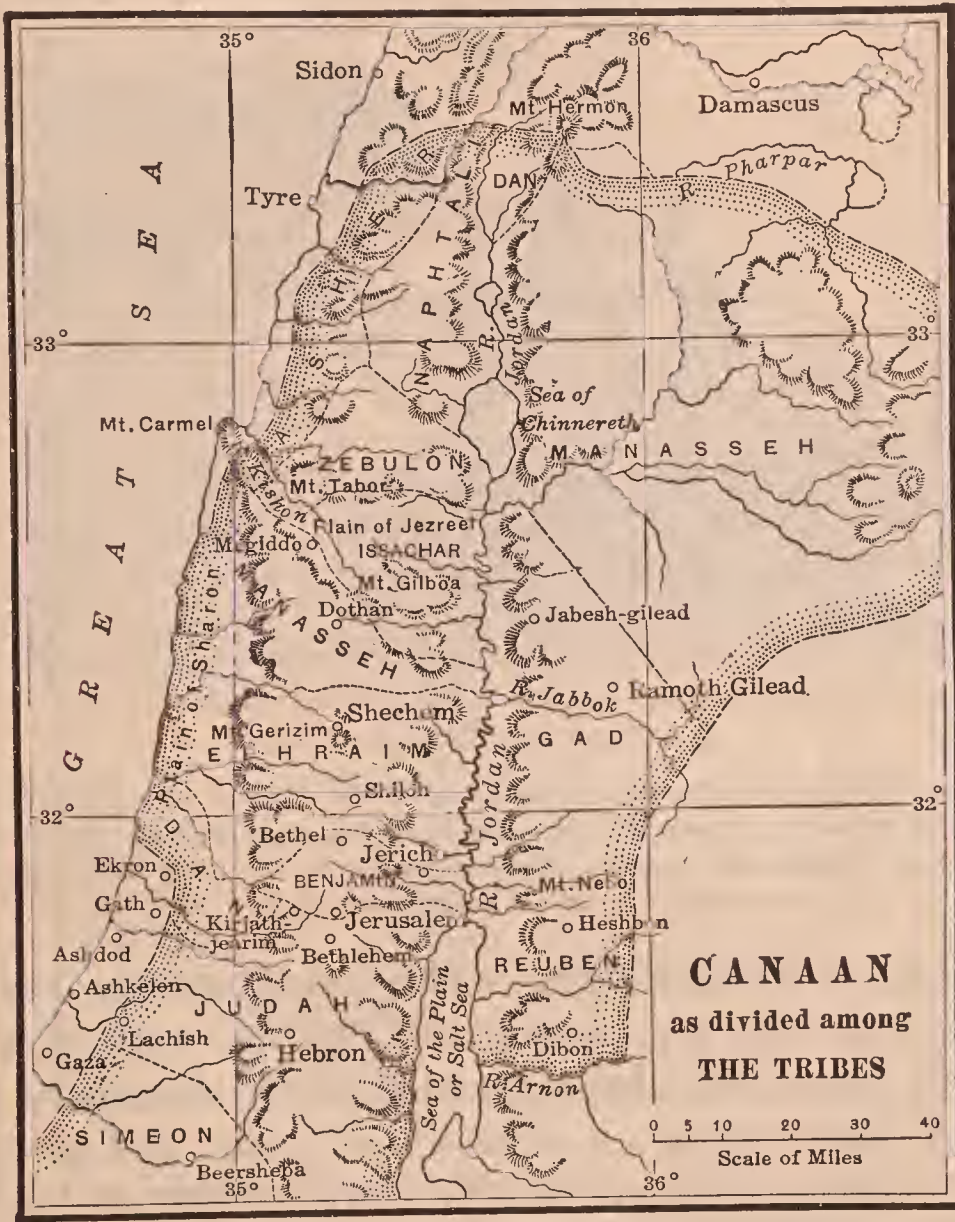 35°
36
Sidon
Mt. Hermon
Damascus
Tyre
DAN
R. Pharpar
ASHER
NAPHTALI
GREAT SEA
33°
33°
R. Jordan
Sea of
Chinnereth
Mt. Carmel
MANASSEH
ZEBULON
Mt. Tabor
Kishon
Plain of Jezreel
Megiddo
ISSACHAR
Mt. Gilboa
MANASSEH
Dothan
Jabesh-gilead
Plain of Sharon
R. Jabbok
Ramoth Gilead
Shechem
Mt. Gerizim
EPHRAIM
GAD
R. Jordan
Shiloh
32°
32°
DAN
Bethel
Jericho
Ekron
BENJAMIN
Mt. Nebo
Gath
Kirjath-
jearim
Jerusalem
Heshbon
Ashdod
Bethlehem
REUBEN
Ashkelon
JUDAH
Lachish
Hebron
Dibon
Gaza
Sea of the Plain
or Salt Sea
R. Arnon
SIMEON
Beersheba
CANAAN
as divided among
THE TRIBES
0 5 10 20 30 40
Scale of Miles
35°
36°